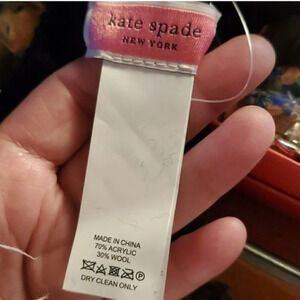 kate spade
NEW YORK
MADE IN CHINA
70% ACRYLIC
30% WOOL
DRY CLEAN ONLY